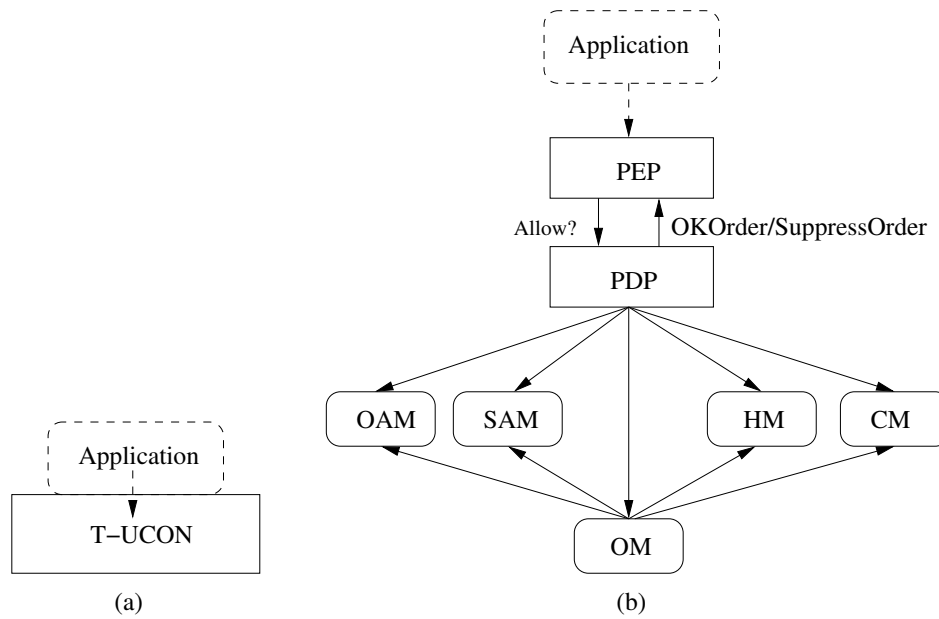 Application
PEP
Allow?
OKOrder/SuppressOrder
PDP
OAM
SAM
HM
CM
Application
T−UCON
OM
(a)
(b)